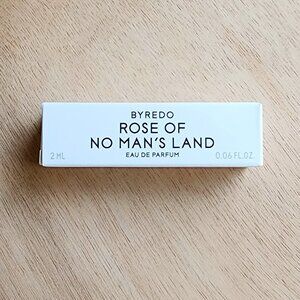 BYREDO
ROSE OF
NO MAN'S LAND
EAU DE PARFUM
2 ML
0.06 FL.OZ